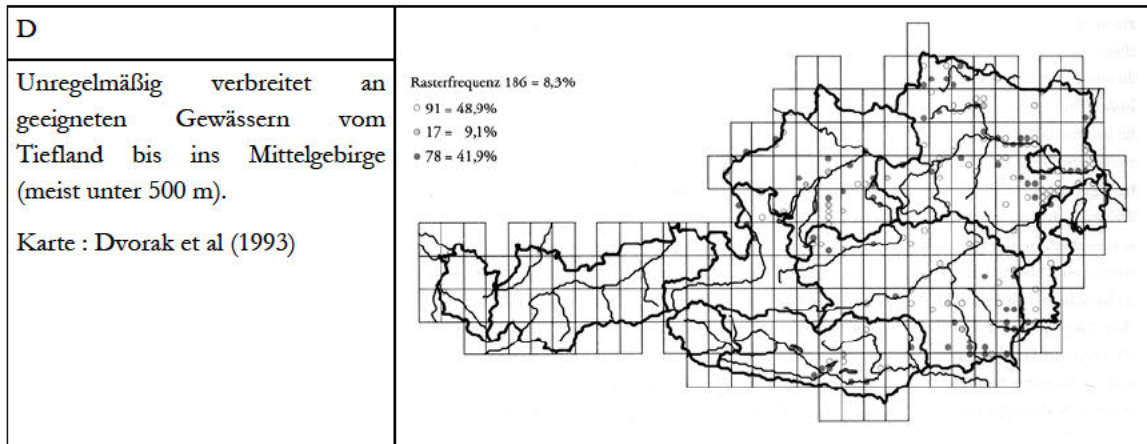 D
Unregelmäßig verbreitet an
geeigneten Gewässern vom
Tiefland bis ins Mittelgebirge
(meist unter 500 m).
Karte : Dvorak et al (1993)
Rasterfrequenz 186 = 8,3%
91 = 48,9%
17 = 9,1%
78 = 41,9%